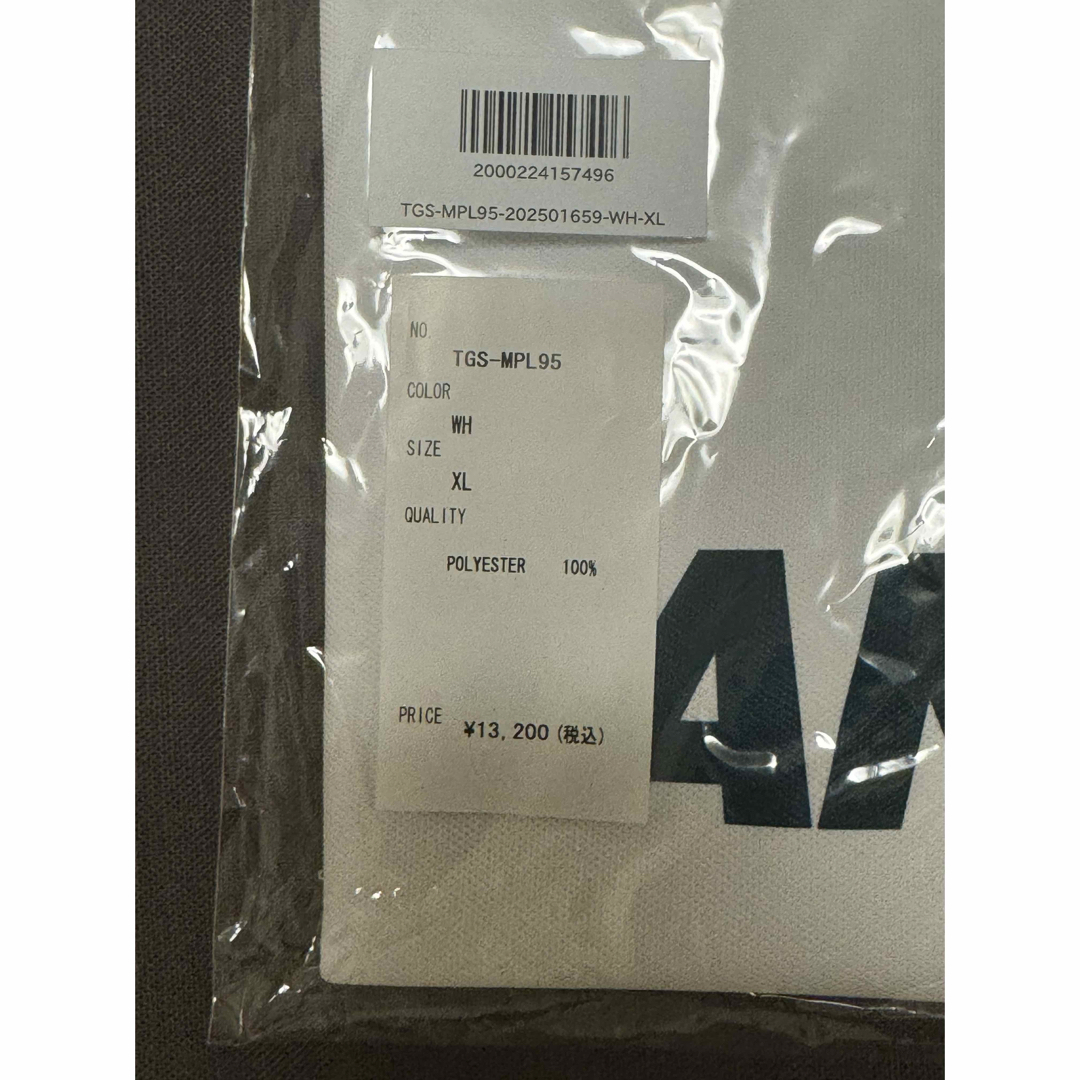 2000224157496
TGS-MPL95-202501659-WH-XL
NO
TGS-MPL95
COLOR
WH
SIZE
XL
QUALITY
POLYESTER 100%
PRICE ¥13,200(税込)